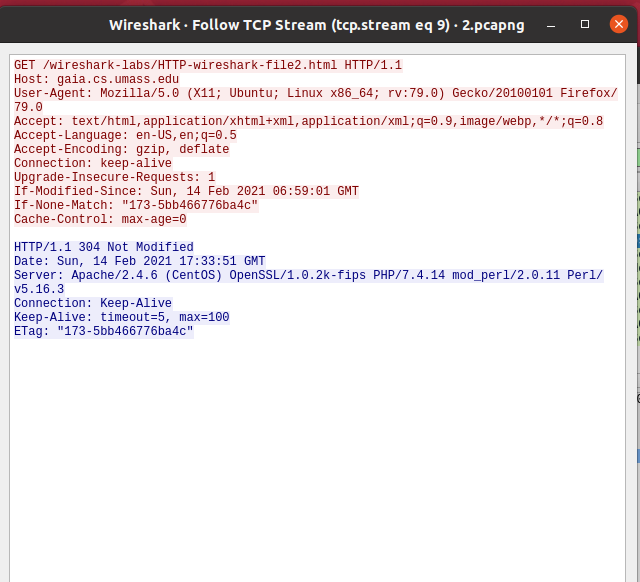 Wireshark · Follow TCP Stream (tcp.stream eq 9) · 2.pcapng
GET /wireshark-labs/HTTP-wireshark-file2.html HTTP/1.1
Host: gaia.cs.umass.edu
User-Agent: Mozilla/5.0 (X11; Ubuntu; Linux x86_64; rv:79.0) Gecko/20100101 Firefox/
79.0
Accept: text/html,application/xhtml+xml,application/xml;q=0.9,image/webp,*/*;q=0.8
Accept-Language: en-US,en;q=0.5
Accept-Encoding: gzip, deflate
Connection: keep-alive
Upgrade-Insecure-Requests: 1
If-Modified-Since: Sun, 14 Feb 2021 06:59:01 GMT
If-None-Match: "173-5bb466776ba4c"
Cache-Control: max-age=0
HTTP/1.1 304 Not Modified
Date: Sun, 14 Feb 2021 17:33:51 GMT
Server: Apache/2.4.6 (CentOS) OpenSSL/1.0.2k-fips PHP/7.4.14 mod_perl/2.0.11 Perl/
v5.16.3
Connection: Keep-Alive
Keep-Alive: timeout=5, max=100
ETag: "173-5bb466776ba4c"